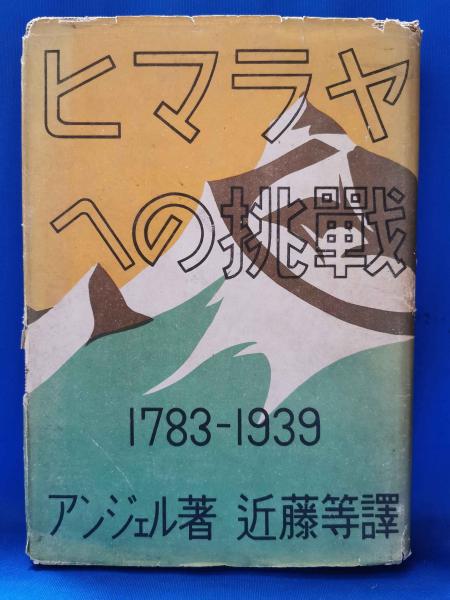 ヒマラヤ
への挑戰
1783-1939
アンジェル著 近藤等譯